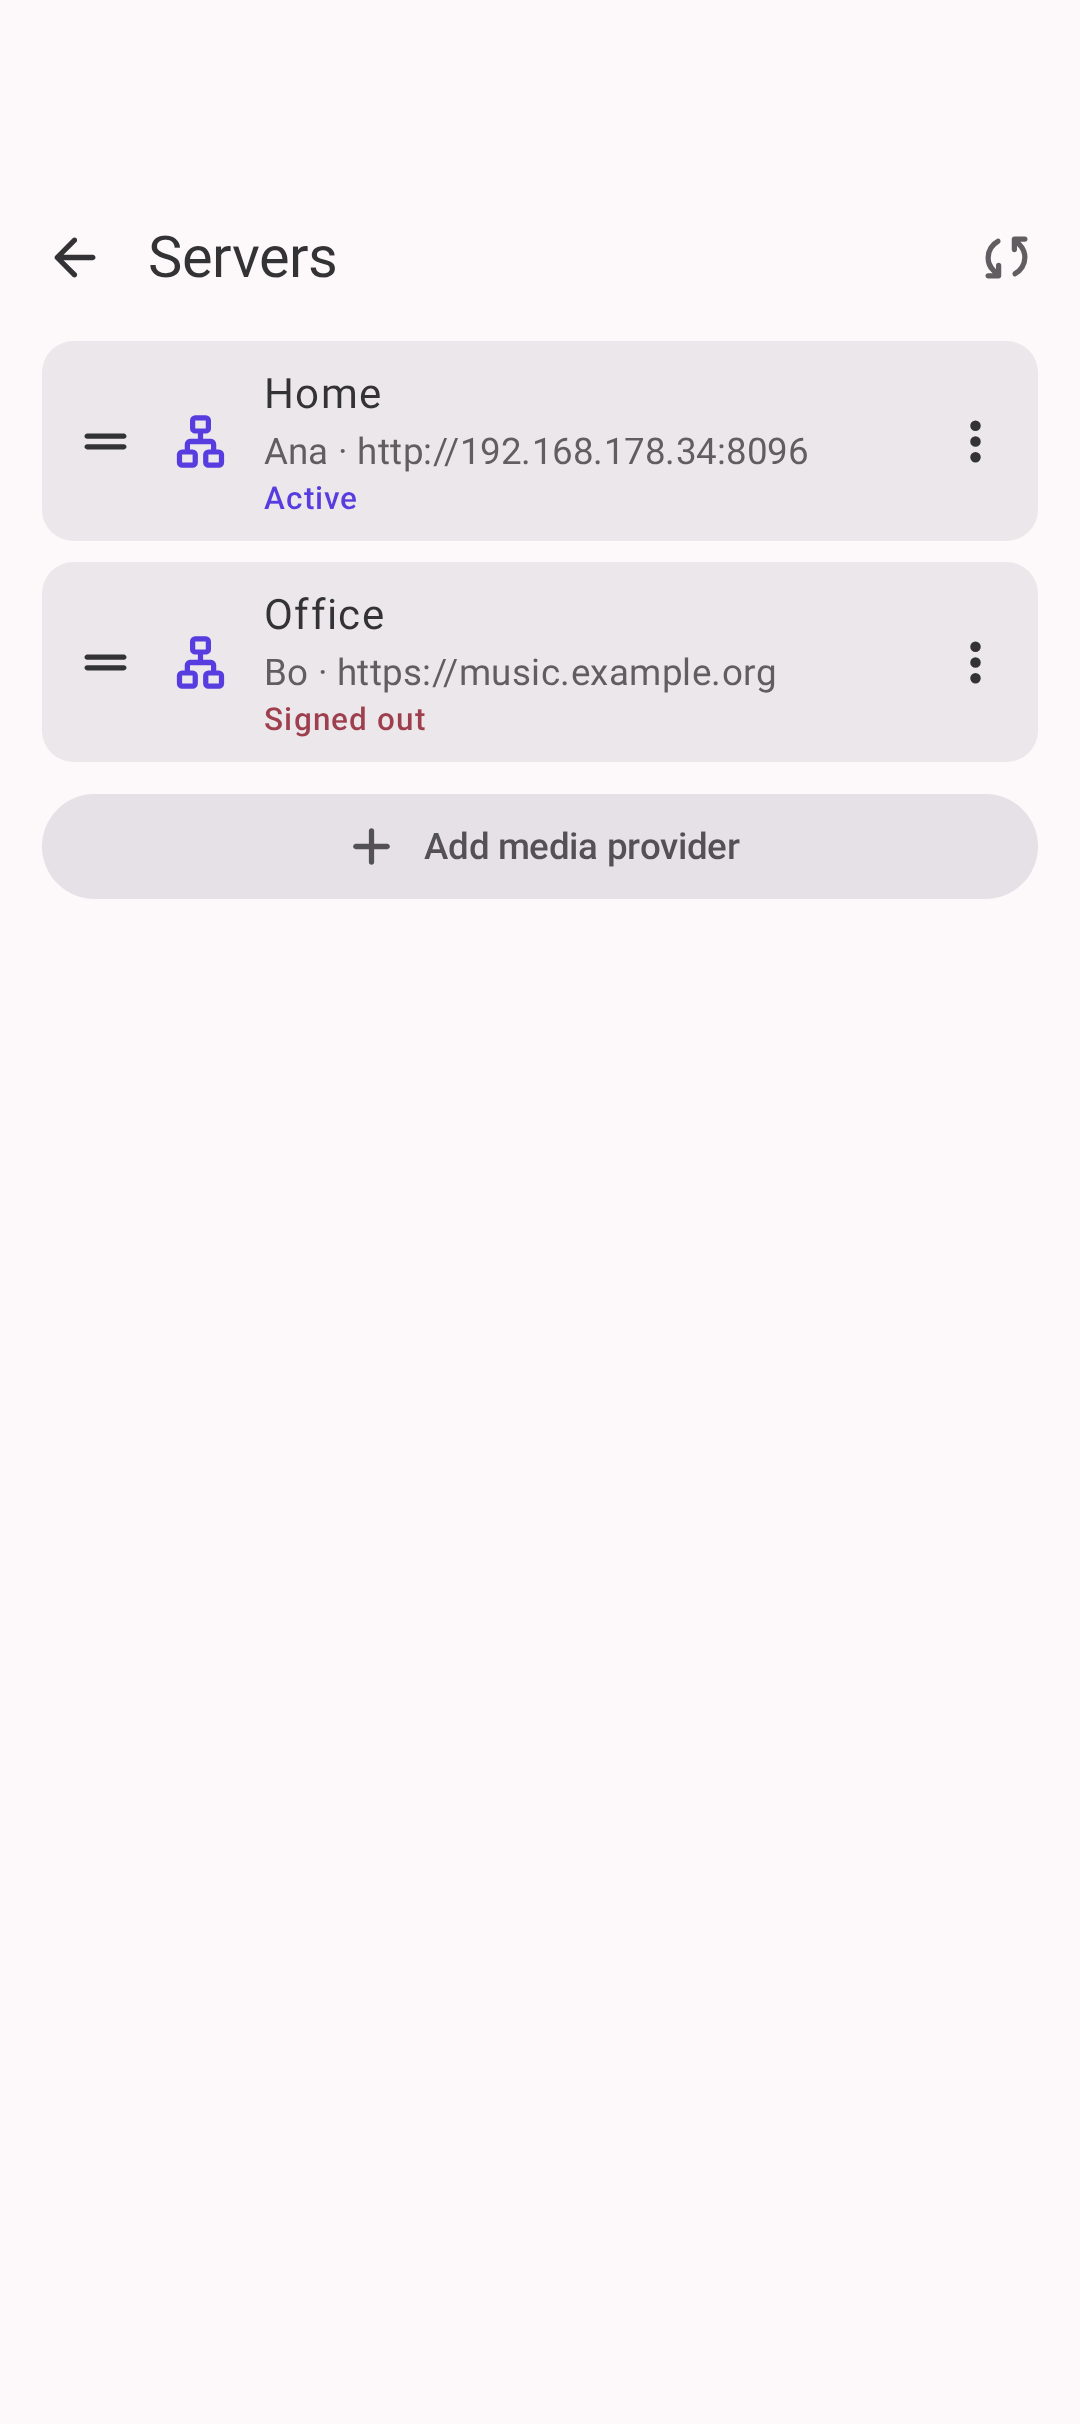 Servers
Home
Ana · http://192.168.178.34:8096
Active
Office
Bo · https://music.example.org
Signed out
Add media provider